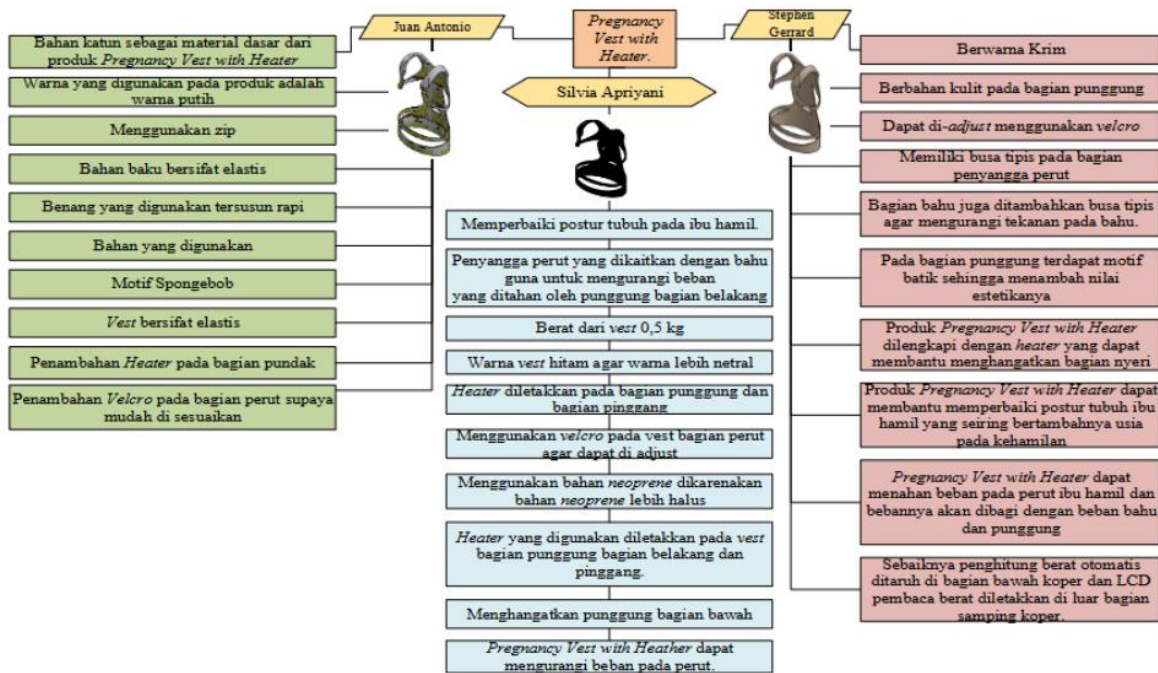 Pregnancy
Vest with
Heater.
Juan Antonio
Bahan katun sebagai material dasar dari
produk Pregnancy Vest with Heater
Warna yang digunakan pada produk adalah
warna putih
Menggunakan zip
Bahan baku bersifat elastis
Benang yang digunakan tersusun rapi
Bahan yang digunakan
Motif Spongebob
Vest bersifat elastis
Penambahan Heater pada bagian pundak
Penambahan Velcro pada bagian perut supaya
mudah di sesuaikan
Silvia Apriyani
Memperbaiki postur tubuh pada ibu hamil.
Penyangga perut yang dikaitkan dengan bahu
guna untuk mengurangi beban
yang ditahan oleh punggung bagian belakang
Berat dari vest 0,5 kg
Warna vest hitam agar warna lebih netral
Heater diletakkan pada bagian punggung dan
bagian pinggang
Menggunakan velcro pada vest bagian perut
agar dapat di adjust
Menggunakan bahan neoprene dikarenakan
bahan neoprene lebih halus
Heater yang digunakan diletakkan pada vest
bagian punggung bagian belakang dan
pinggang.
Menghangatkan punggung bagian bawah
Pregnancy Vest with Heather dapat
mengurangi beban pada perut.
Stephen
Gerrard
Berwarna Krim
Berbahan kulit pada bagian punggung
Dapat di-adjust menggunakan velcro
Memiliki busa tipis pada bagian
penyangga perut
Bagian bahu juga ditambahkan busa tipis
agar mengurangi tekanan pada bahu.
Pada bagian punggung terdapat motif
batik sehingga menambah nilai
estetikanya
Produk Pregnancy Vest with Heater
dilengkapi dengan heater yang dapat
membantu menghangatkan bagian nyeri
Produk Pregnancy Vest with Heater dapat
membantu memperbaiki postur tubuh ibu
hamil yang seiring bertambahnya usia
pada kehamilan
Pregnancy Vest with Heater dapat
menahan beban pada perut ibu hamil dan
bebannya akan dibagi dengan beban bahu
dan punggung
Sebaiknya penghitung berat otomatis
ditaruh di bagian bawah koper dan LCD
pembaca berat diletakkan di luar bagian
samping koper.